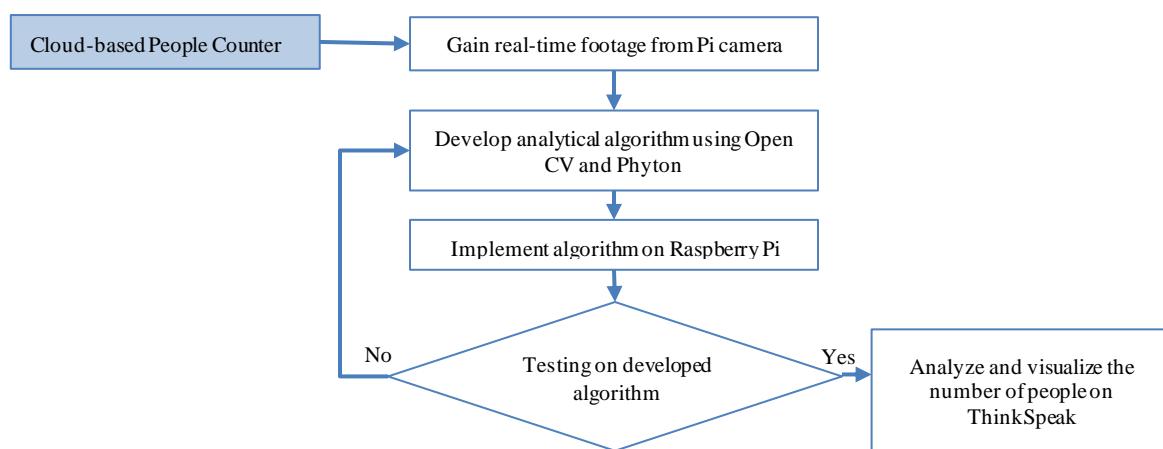 Cloud-based People Counter
Gain real-time footage from Pi camera
Develop analytical algorithm using Open
CV and Phyton
Implement algorithm on Raspberry Pi
No
Testing on developed
algorithm
Yes
Analyze and visualize the
number of people on
ThinkSpeak